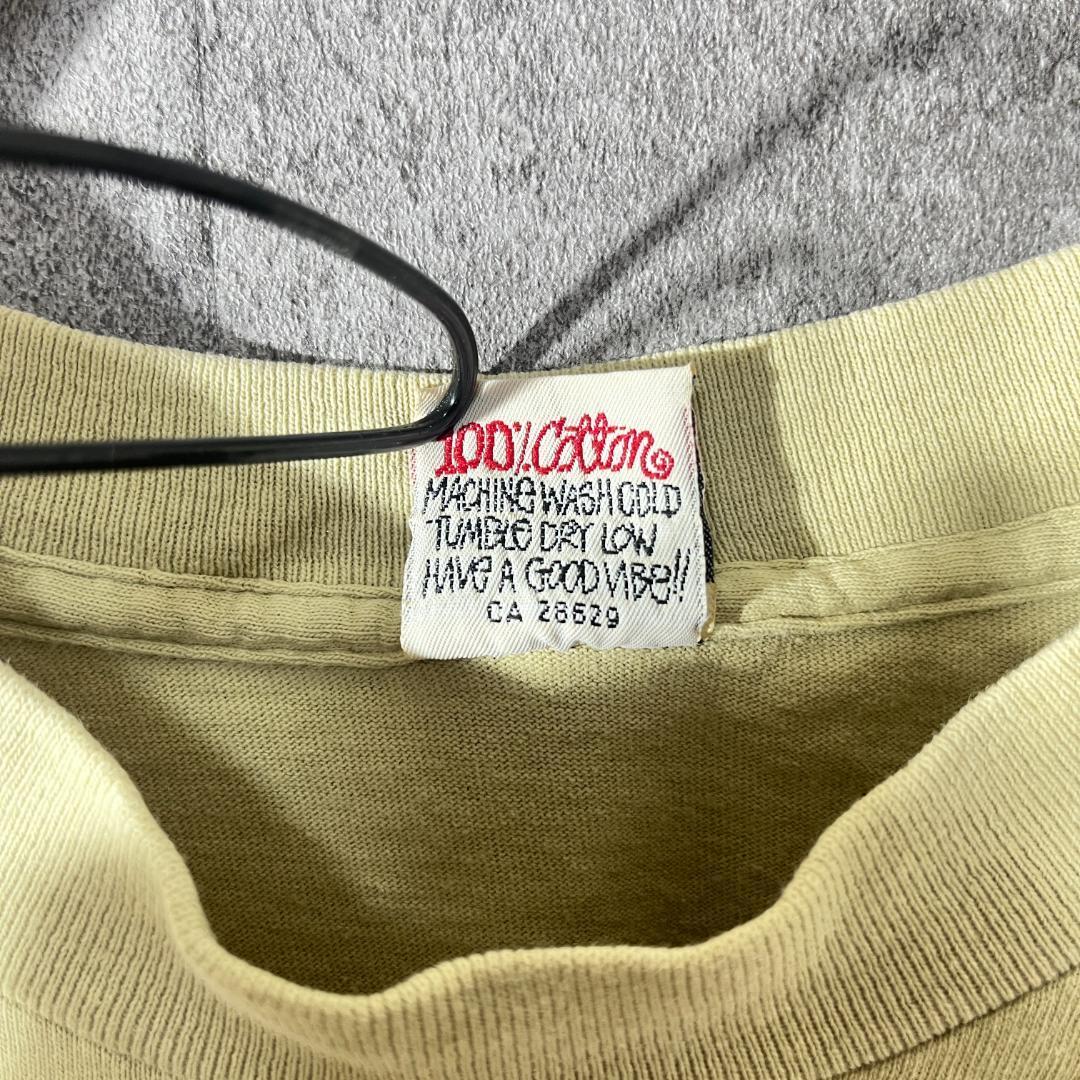 100% Cotton
MACHINE WASH COLD
TUMBLE DRY LOW
HAVE A GOOD VIBE!!
CA 28629